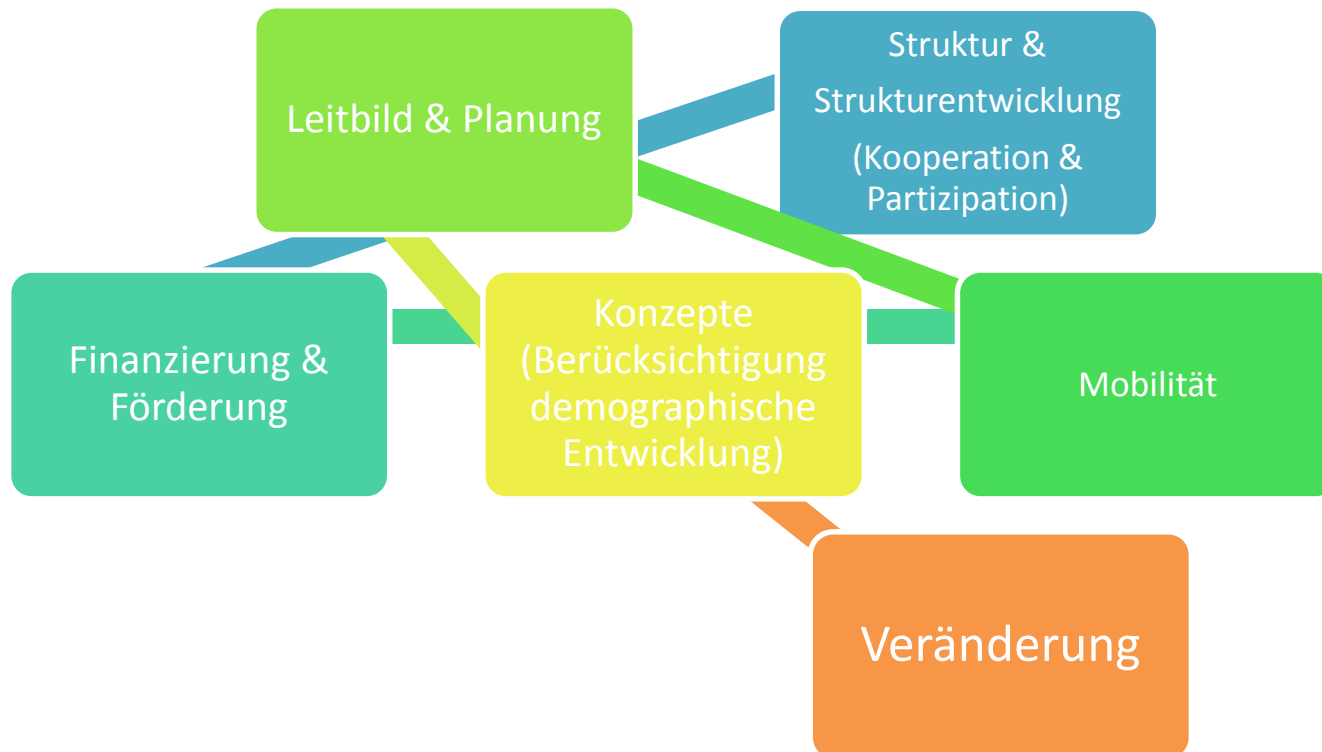 Leitbild & Planung
Struktur &
Strukturentwicklung
(Kooperation &
Partizipation)
Finanzierung &
Förderung
Konzepte
(Berücksichtigung
demographische
Entwicklung)
Mobilität
Veränderung